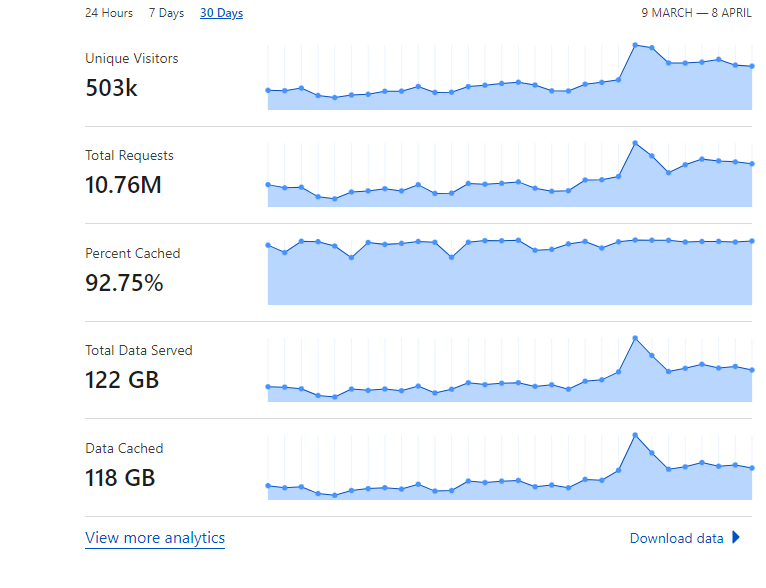 24 Hours 7 Days 30 Days 9 MARCH — 8 APRIL
Unique Visitors
503k
Total Requests
10.76M
Percent Cached
92.75%
Total Data Served
122 GB
Data Cached
118 GB
View more analytics Download data